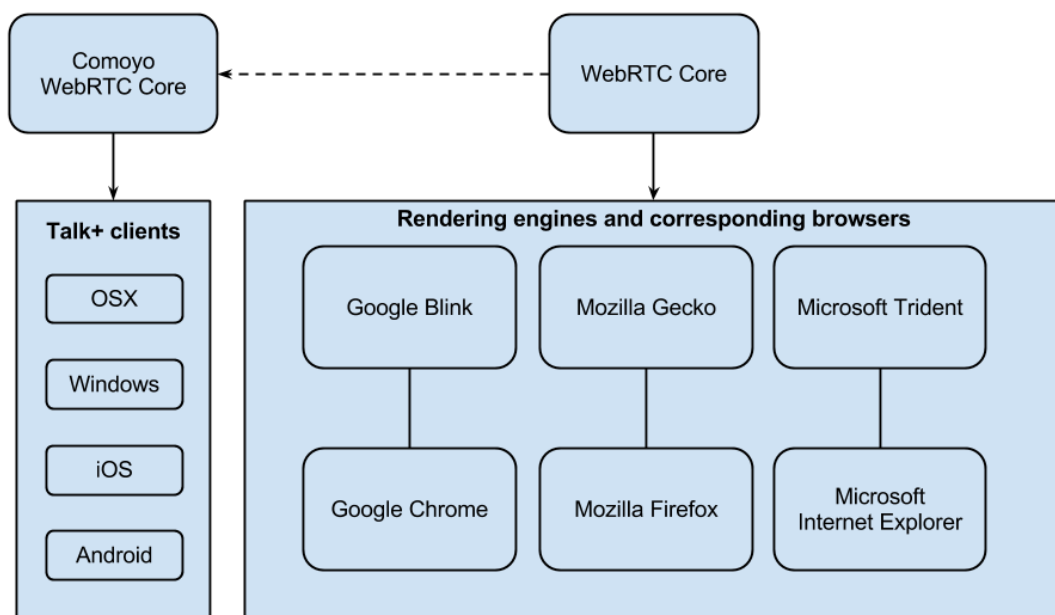 Comoyo
WebRTC Core
WebRTC Core
Talk+ clients
OSX
Windows
iOS
Android
Rendering engines and corresponding browsers
Google Blink
Mozilla Gecko
Microsoft Trident
Google Chrome
Mozilla Firefox
Microsoft
Internet Explorer